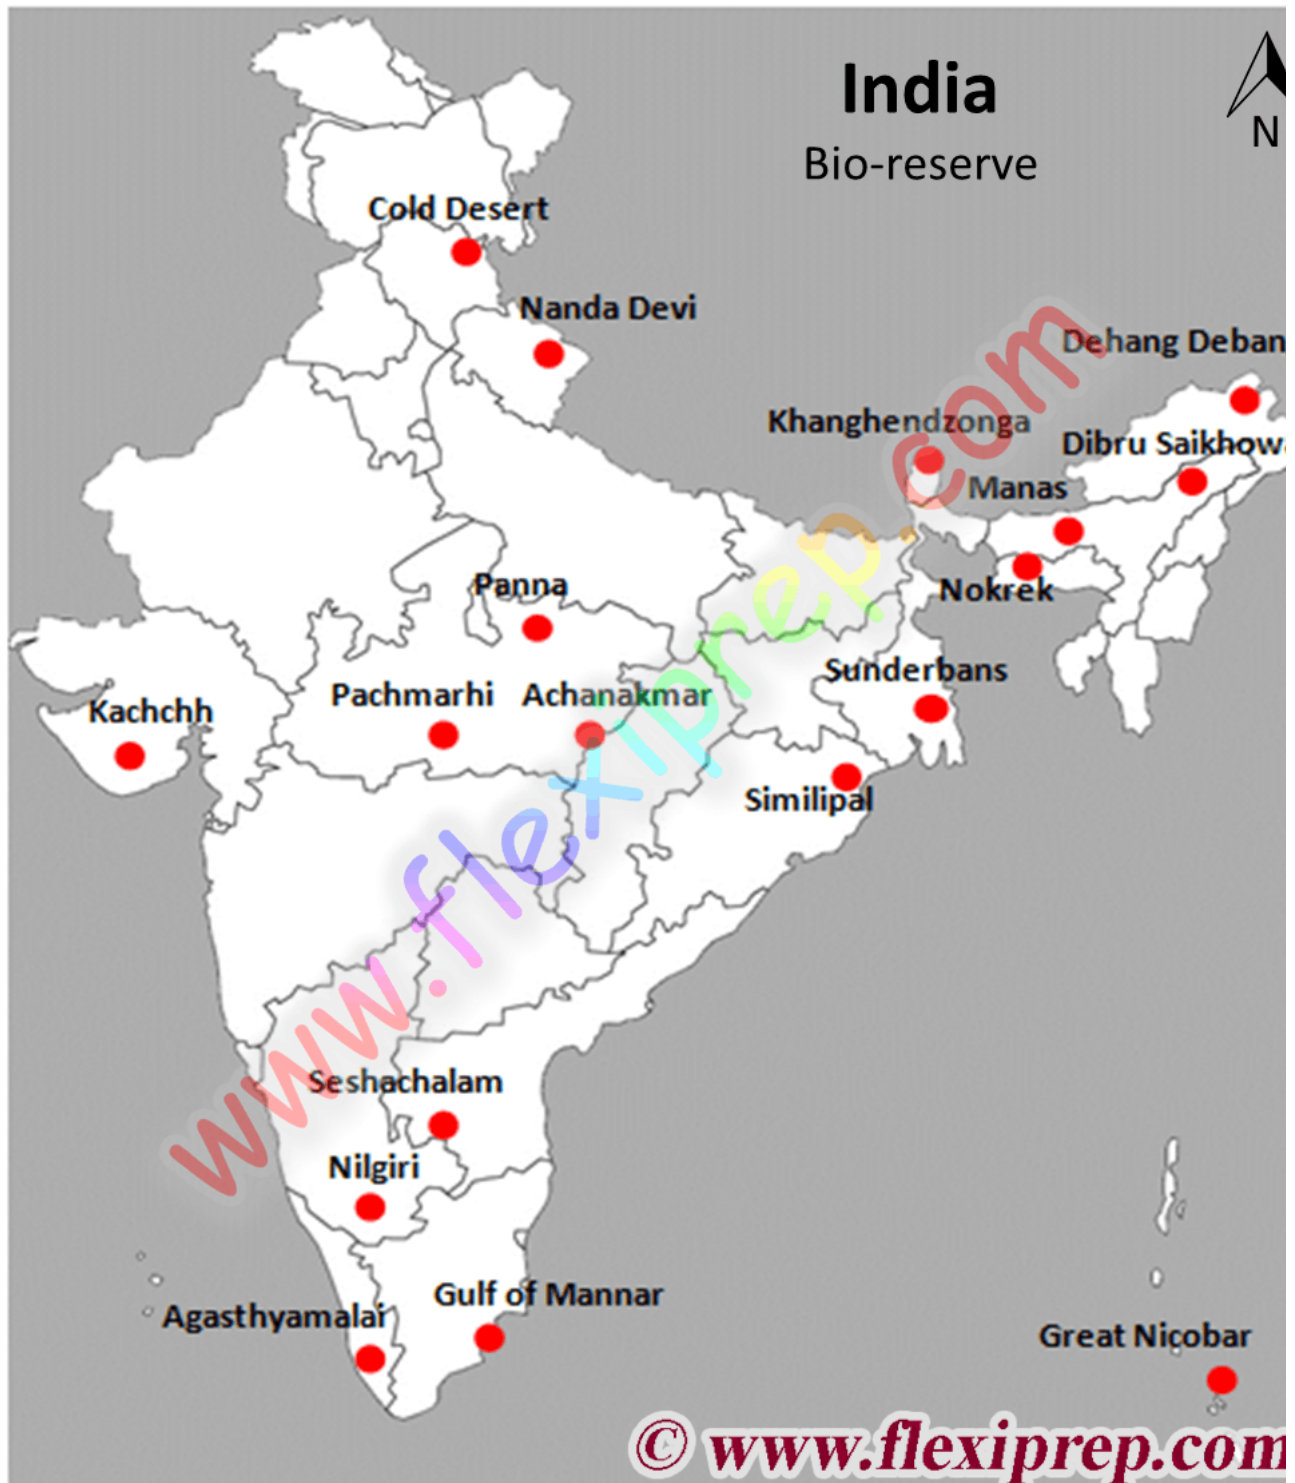 India
Bio-reserve
N
Cold Desert
Nanda Devi
Dehang Deban
Khanghendzonga
Dibru Saikhowa
Manas
Panna
Nokrek
Sunderbans
Pachmarhi
Achanakmar
Kachchh
Similipal
Seshachalam
Nilgiri
Gulf of Mannar
Agasthyamalai
Great Nicobar
www.flexiprep.com
© www.flexiprep.com